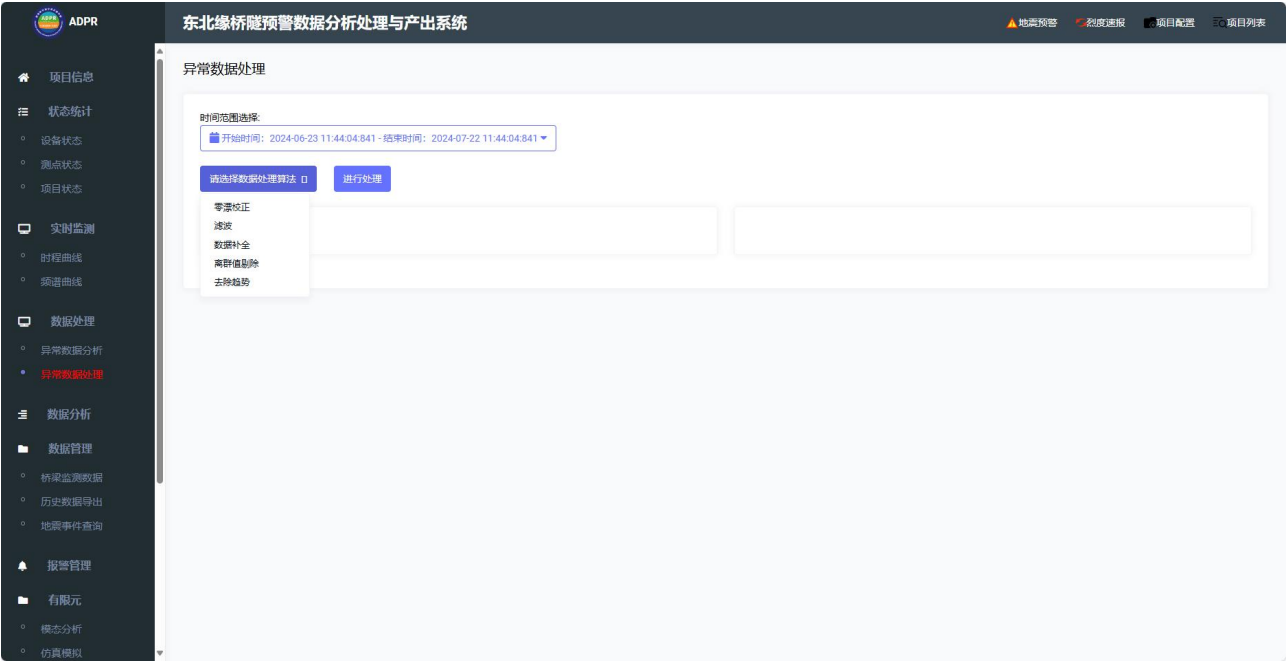 ADPR
东北缘桥隧预警数据分析处理与产出系统
地震预警
烈度速报
项目配置
项目列表
项目信息
状态统计
设备状态
测点状态
项目状态
实时监测
时程曲线
频谱曲线
数据处理
异常数据分析
异常数据处理
数据分析
数据管理
桥梁监测数据
历史数据导出
地震事件查询
报警管理
有限元
模态分析
仿真模拟
异常数据处理
时间范围选择:
开始时间：2024-06-23 11:44:04:841 - 结束时间：2024-07-22 11:44:04:841
请选择数据处理算法
进行处理
零漂校正
滤波
数据补全
离群值剔除
去除趋势